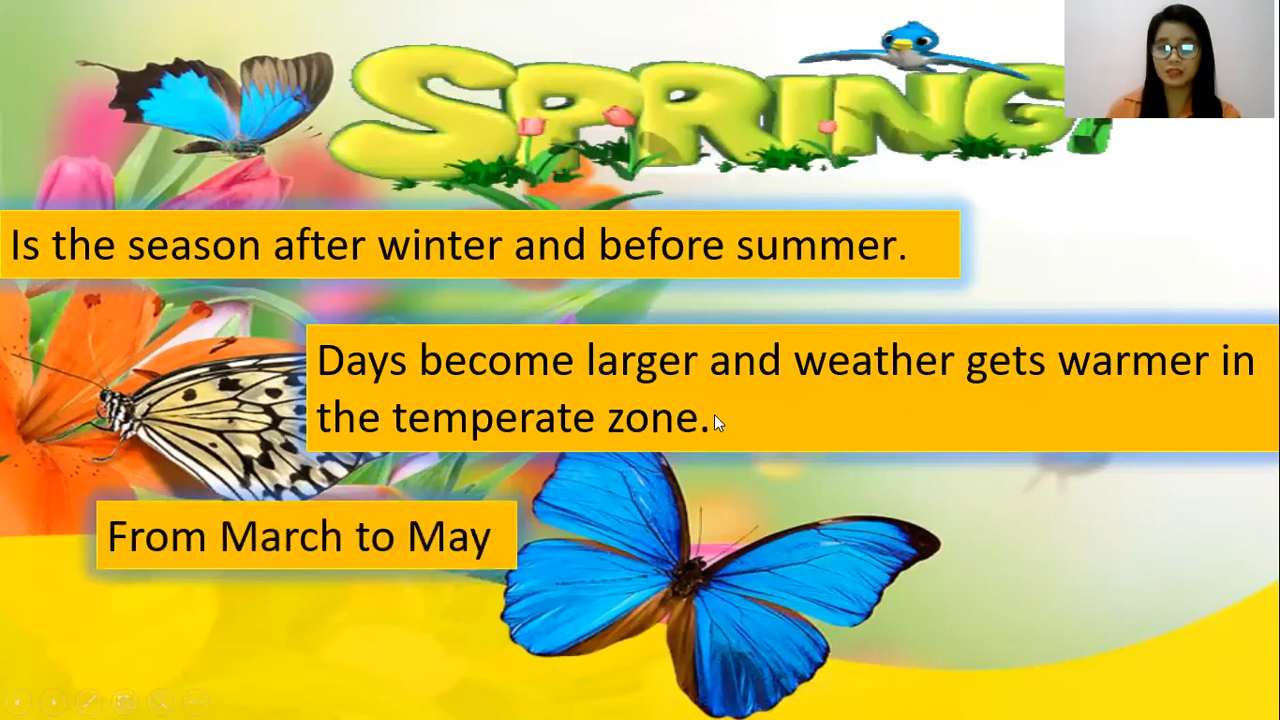 SPRING
Is the season after winter and before summer.
Days become larger and weather gets warmer in
the temperate zone.
From March to May